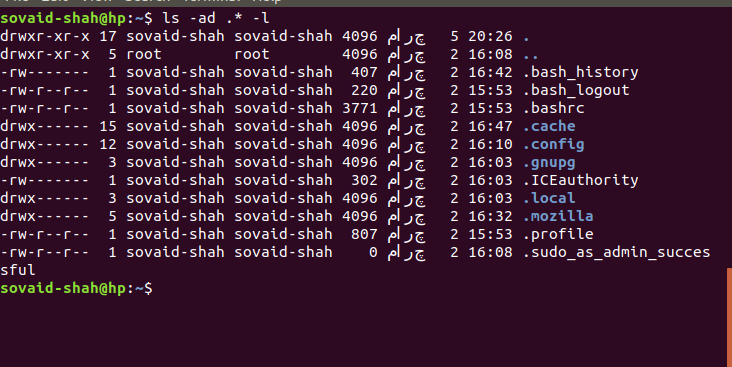 sovaid-shah@hp:~$ ls -ad .* -l
drwxr-xr-x 17 sovaid-shah sovaid-shah 4096 مارچ 5 20:26 .
drwxr-xr-x 5 root root 4096 مارچ 2 16:08 ..
-rw------- 1 sovaid-shah sovaid-shah 407 مارچ 2 16:42 .bash_history
-rw-r--r-- 1 sovaid-shah sovaid-shah 220 مارچ 2 15:53 .bash_logout
-rw-r--r-- 1 sovaid-shah sovaid-shah 3771 مارچ 2 15:53 .bashrc
drwx------ 15 sovaid-shah sovaid-shah 4096 مارچ 2 16:47 .cache
drwx------ 12 sovaid-shah sovaid-shah 4096 مارچ 2 16:10 .config
drwx------ 3 sovaid-shah sovaid-shah 4096 مارچ 2 16:03 .gnupg
-rw------- 1 sovaid-shah sovaid-shah 302 مارچ 2 16:03 .ICEauthority
drwx------ 3 sovaid-shah sovaid-shah 4096 مارچ 2 16:03 .local
drwx------ 5 sovaid-shah sovaid-shah 4096 مارچ 2 16:32 .mozilla
-rw-r--r-- 1 sovaid-shah sovaid-shah 807 مارچ 2 15:53 .profile
-rw-r--r-- 1 sovaid-shah sovaid-shah 0 مارچ 2 16:08 .sudo_as_admin_succes
sful
sovaid-shah@hp:~$